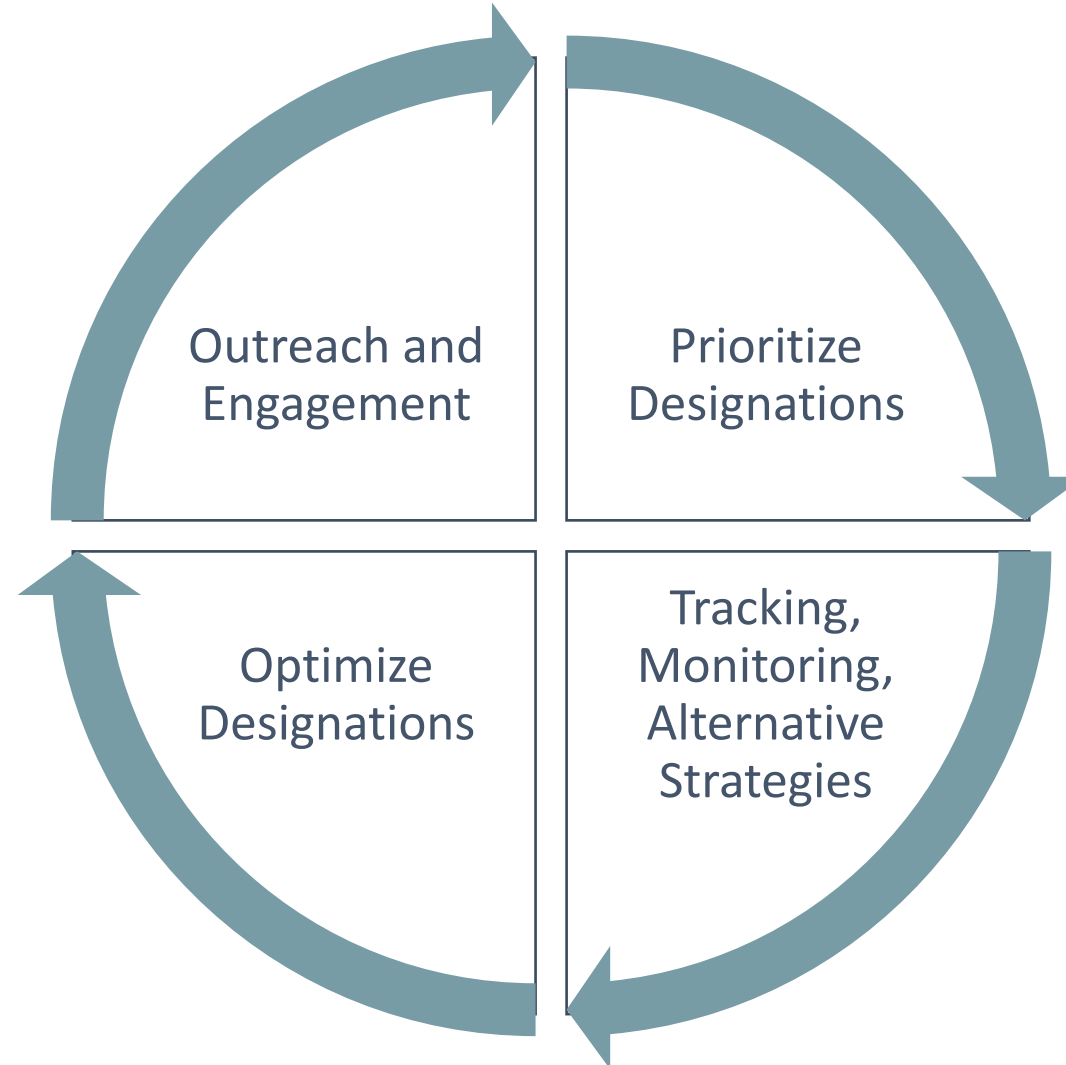 Outreach and
Engagement
Prioritize
Designations
Optimize
Designations
Tracking,
Monitoring,
Alternative
Strategies